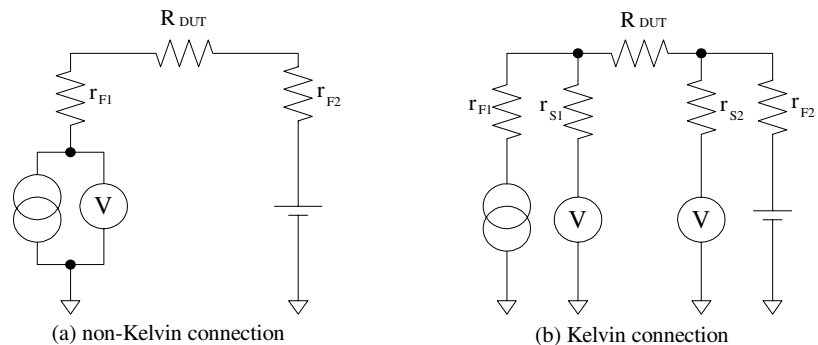 R DUT
r F1
r F2
V
(a) non-Kelvin connection
R DUT
r F1
r S1
r S2
r F2
V
V
(b) Kelvin connection